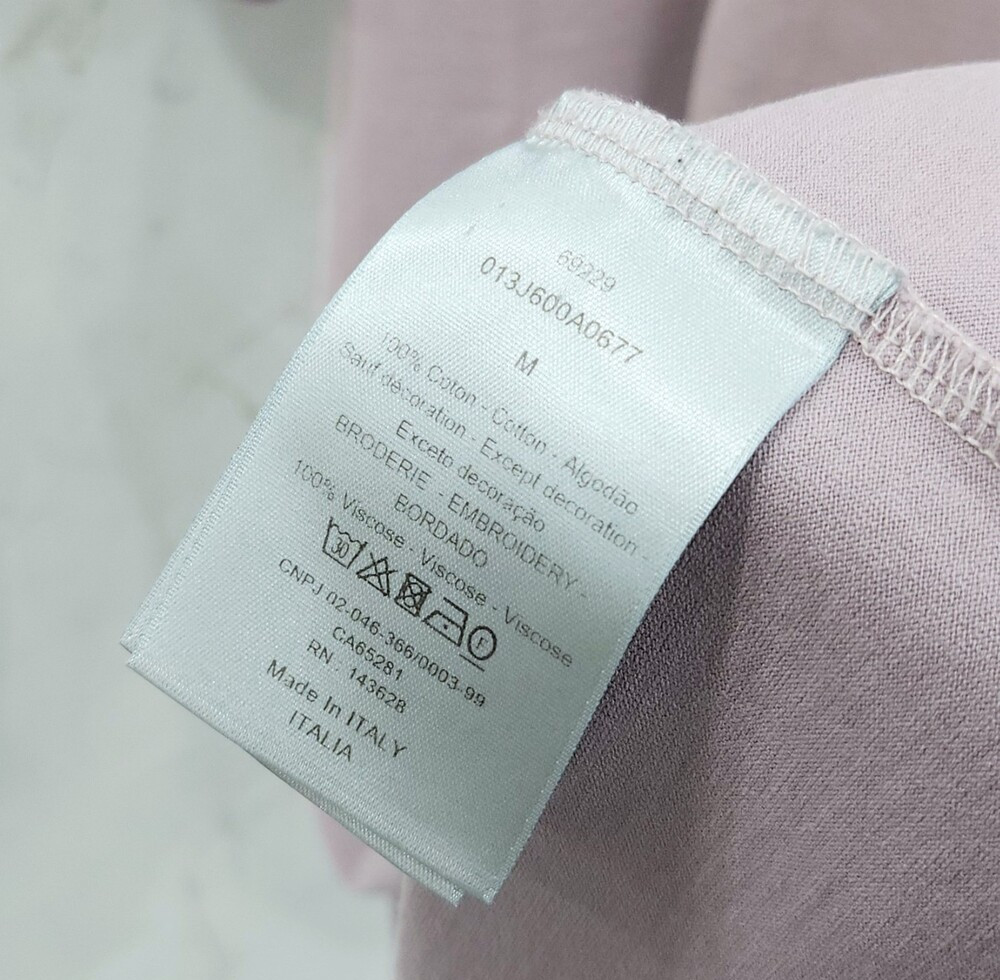 69229
013J600A0677
M
100% Coton - Cotton - Algodão
Sauf décoration - Except decoration -
Exceto decoração
BRODERIE - EMBROIDERY -
BORDADO
100% Viscose - Viscose - Viscose
30 F
CNPJ 02-046.366/0003-99
CA65281
RN : 143628
Made In ITALY
ITALIA